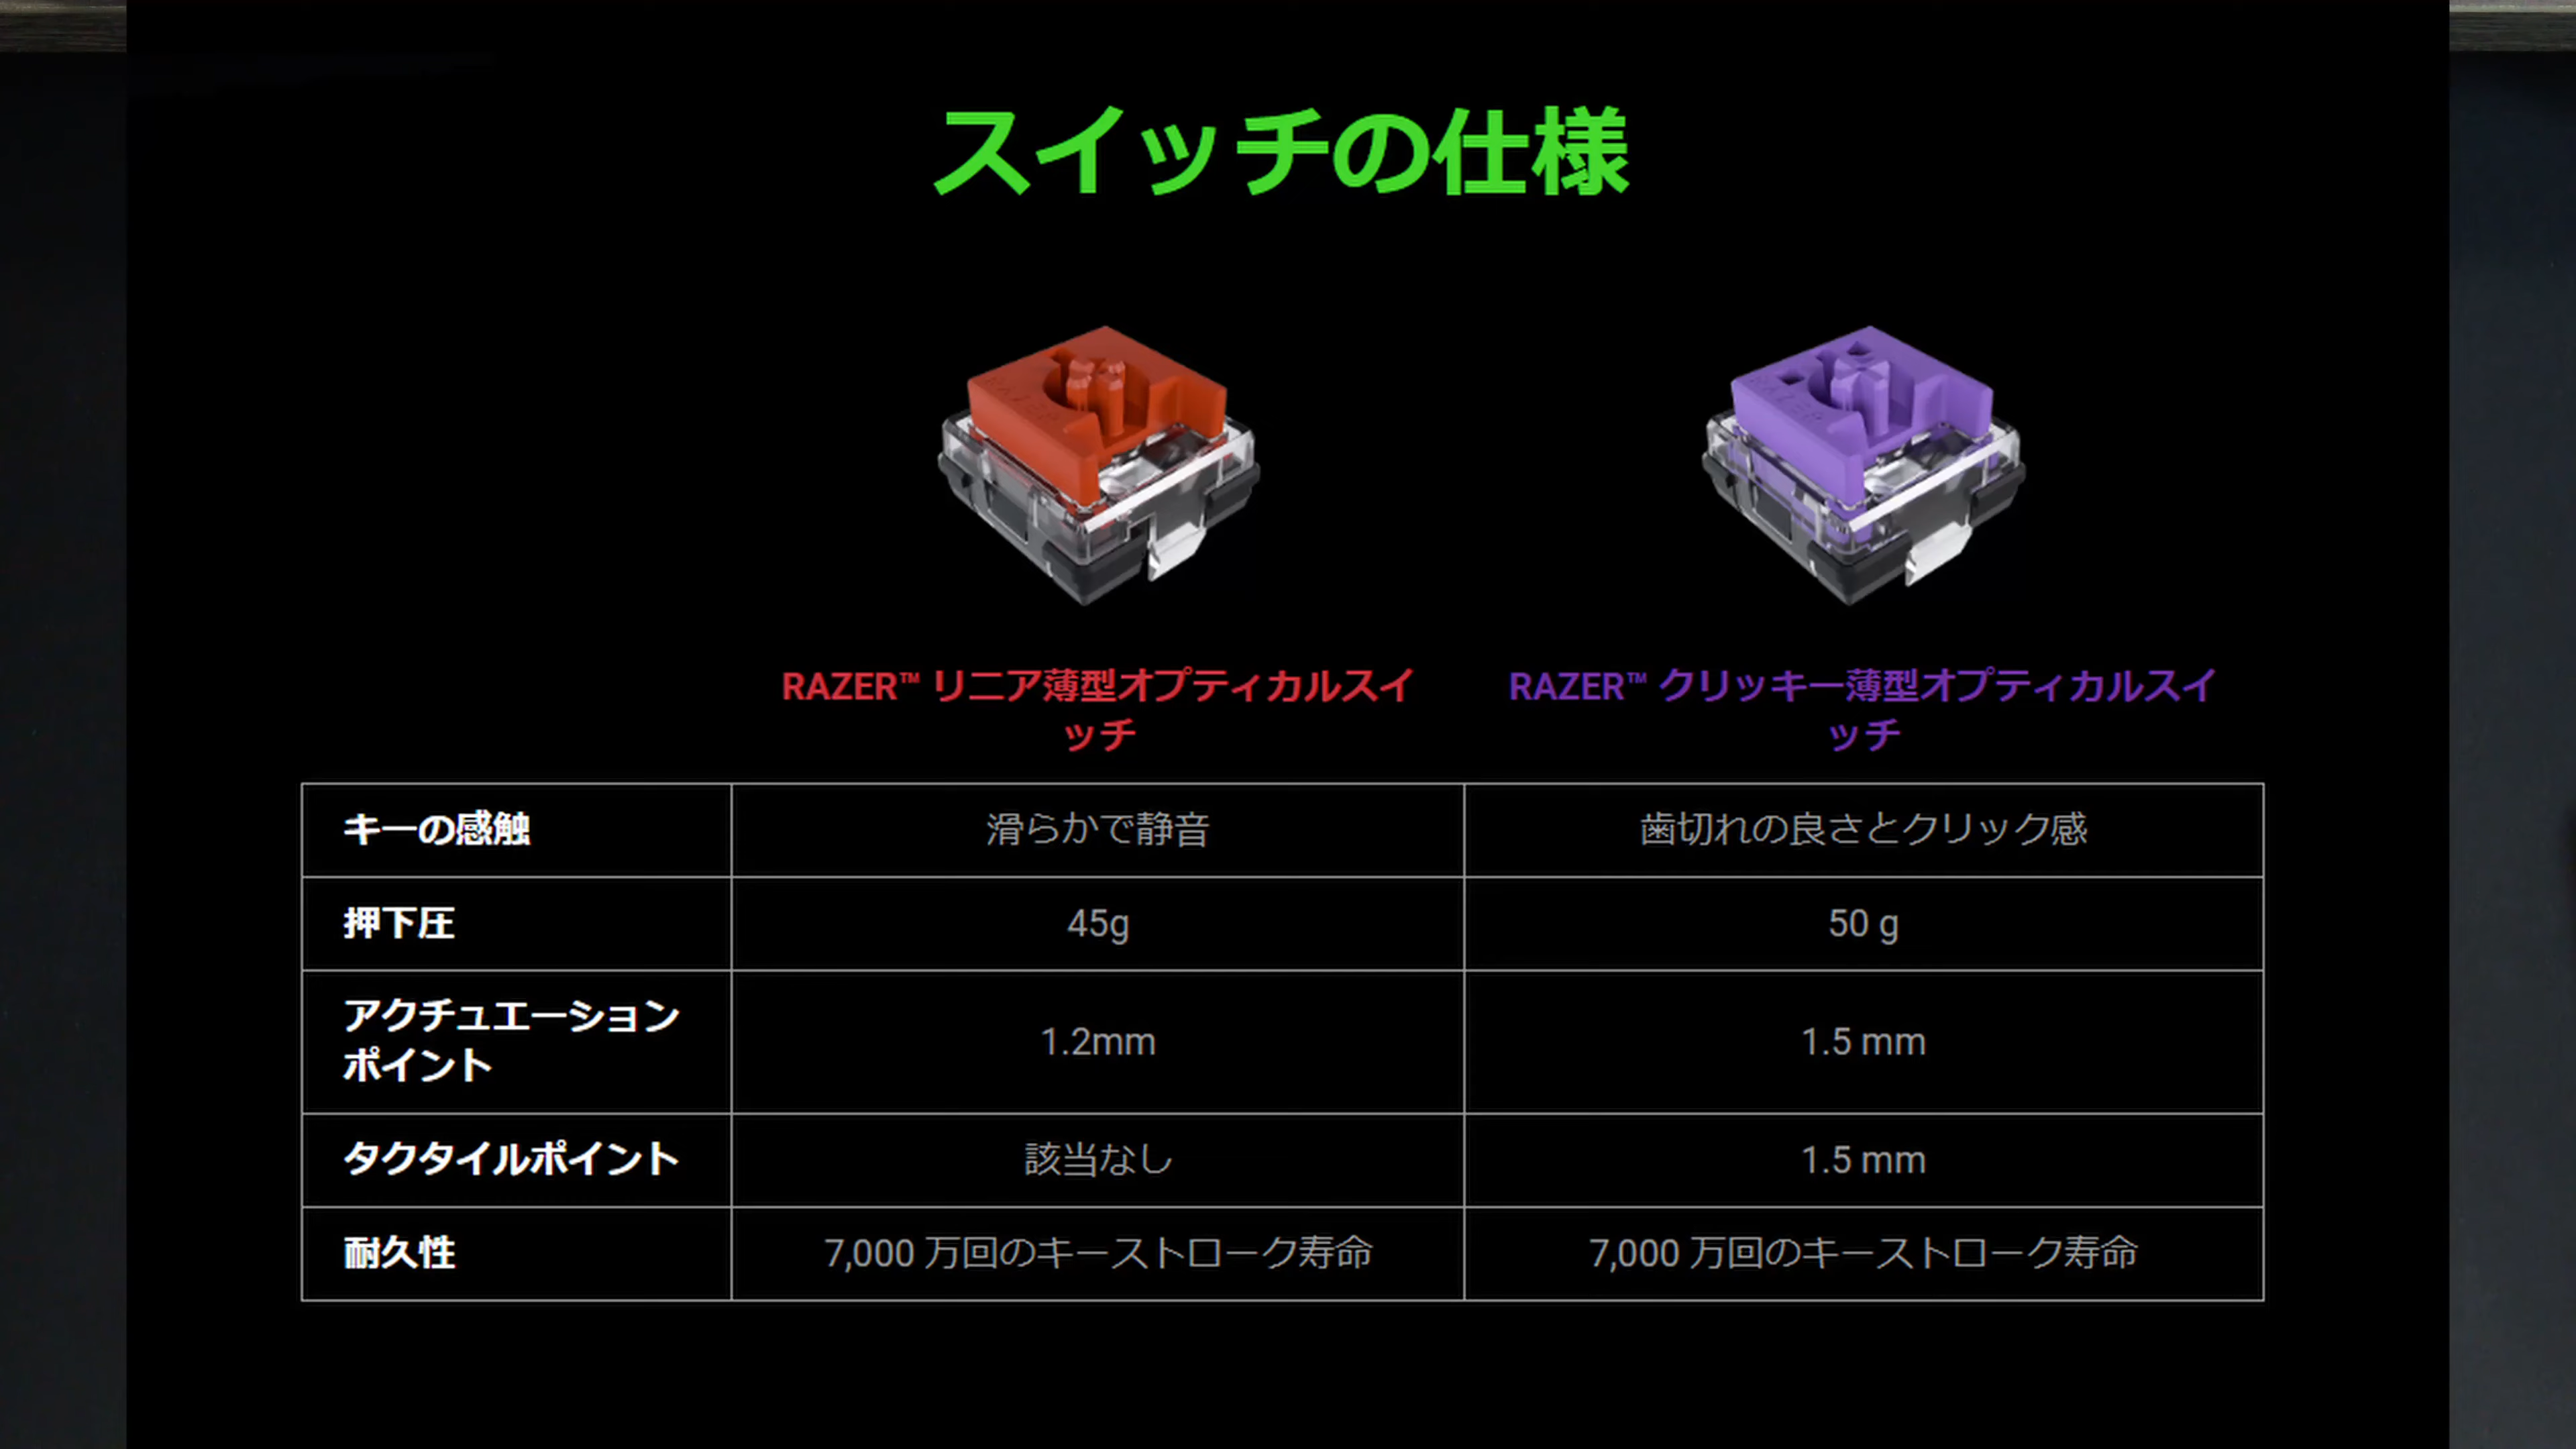 スイッチの仕様
RAZER™ リニア薄型オプティカルスイ
ッチ
RAZER™ クリッキー薄型オプティカルスイ
ッチ
キーの感触 滑らかで静音 歯切れの良さとクリック感
押下圧 45g 50 g
アクチュエーション
ポイント 1.2mm 1.5 mm
タクタイルポイント 該当なし 1.5 mm
耐久性 7,000 万回のキーストローク寿命 7,000 万回のキーストローク寿命
RAZER
RAZER